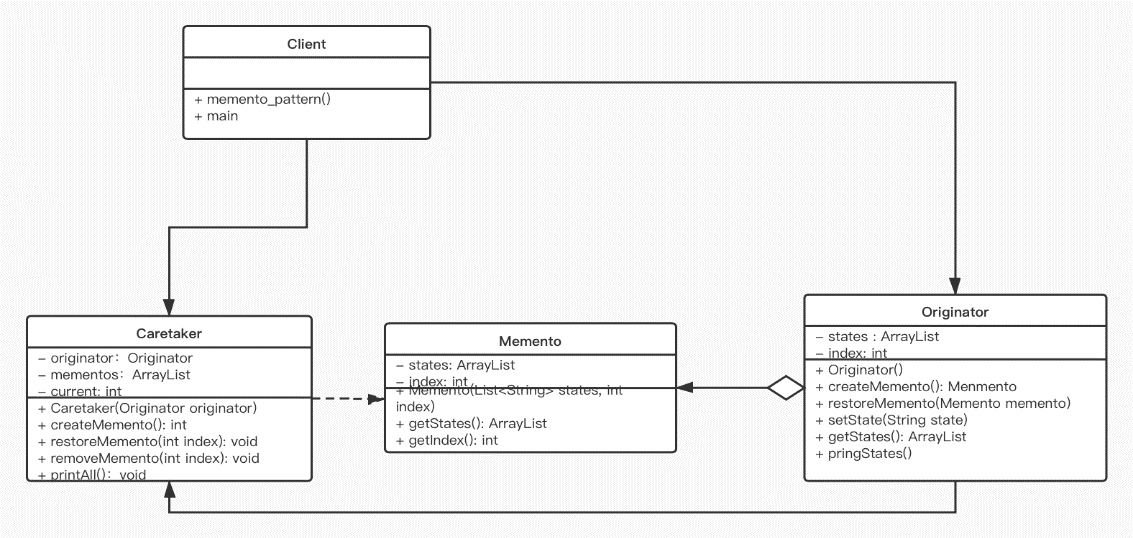 Client
+ memento_pattern()
+ main
Caretaker
– originator：Originator
– mementos：ArrayList
– current: int
+ Caretaker(Originator originator)
+ createMemento(): int
+ restoreMemento(int index): void
+ removeMemento(int index): void
+ printAll()：void
Memento
– states: ArrayList
– index: int
+ Memento(List<String> states, int
index)
+ getStates(): ArrayList
+ getIndex(): int
Originator
– states : ArrayList
– index: int
+ Originator()
+ createMemento(): Menmento
+ restoreMemento(Memento memento)
+ setState(String state)
+ getStates(): ArrayList
+ pringStates()